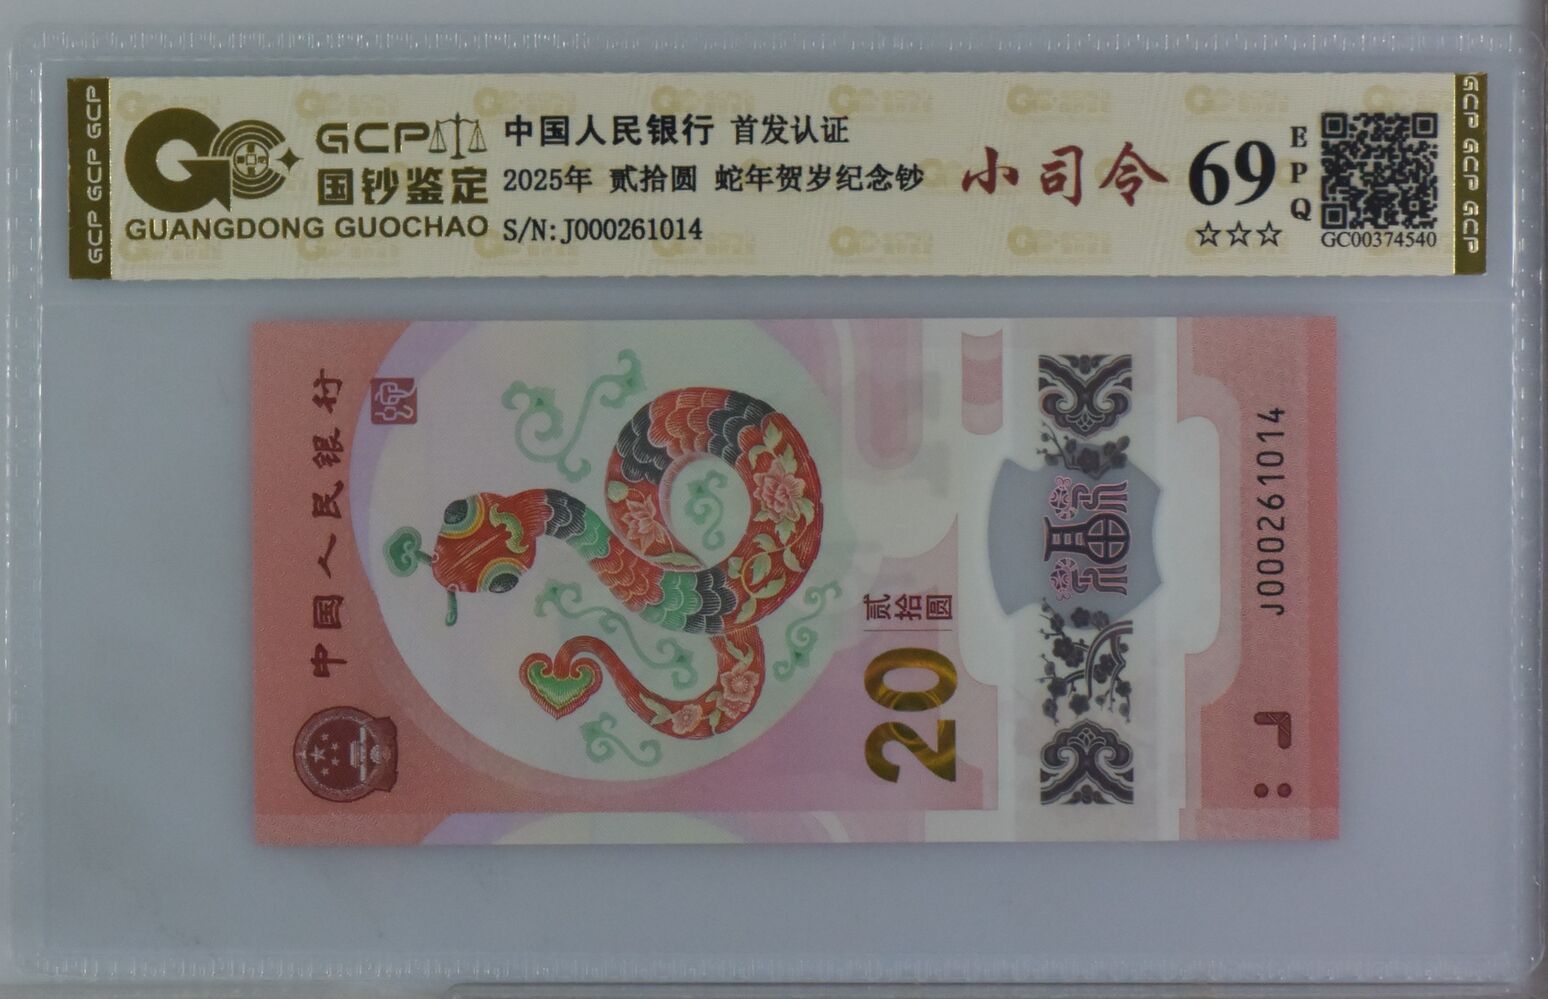 GCP GCP GCP
GCP
国钞鉴定
GUANGDONG GUOCHAO
中国人民银行 首发认证
2025年 贰拾圆 蛇年贺岁纪念钞
S/N:J000261014
小司令
69
EPQ
☆☆☆
GC00374540
GCP GCP GCP
中国人民银行
贰拾圆
20
J000261014